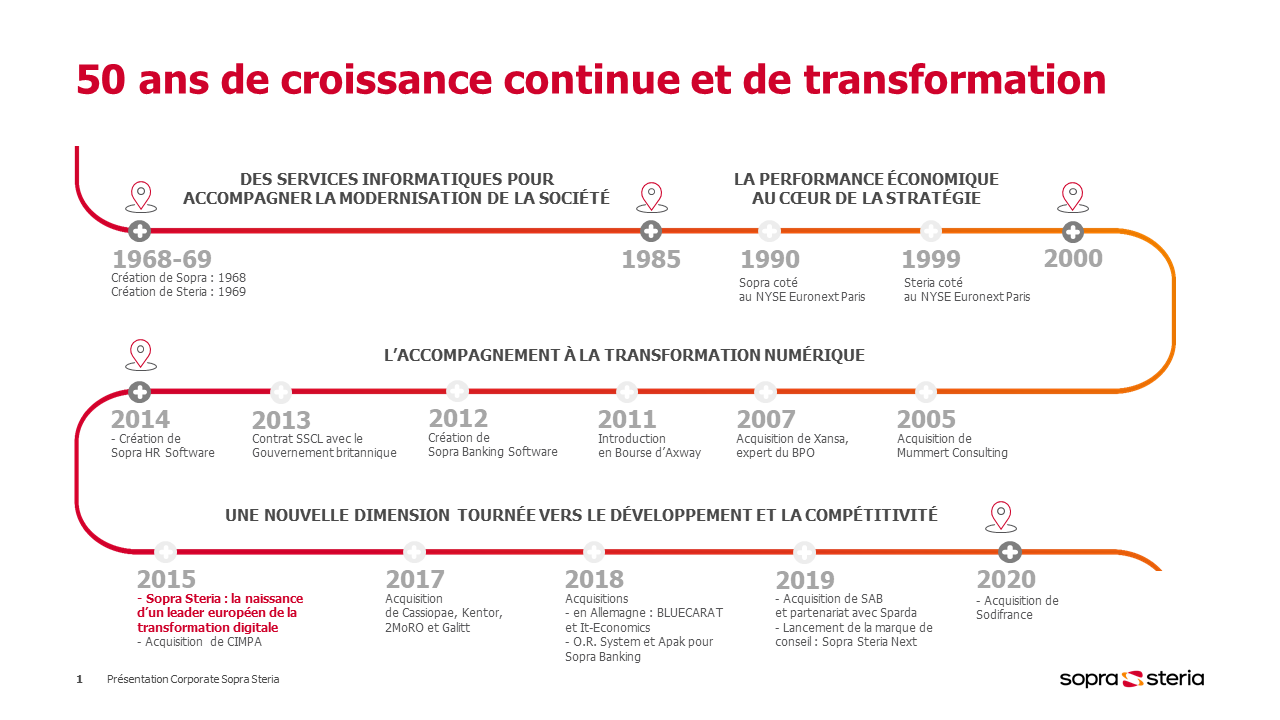 50 ans de croissance continue et de transformation
DES SERVICES INFORMATIQUES POUR
ACCOMPAGNER LA MODERNISATION DE LA SOCIÉTÉ
LA PERFORMANCE ÉCONOMIQUE
AU CŒUR DE LA STRATÉGIE
1968-69
Création de Sopra : 1968
Création de Steria : 1969
1985
1990
Sopra coté
au NYSE Euronext Paris
1999
Steria coté
au NYSE Euronext Paris
2000
L’ACCOMPAGNEMENT À LA TRANSFORMATION NUMÉRIQUE
2014
- Création de
Sopra HR Software
2013
Contrat SSCL avec le
Gouvernement britannique
2012
Création de
Sopra Banking Software
2011
Introduction
en Bourse d’Axway
2007
Acquisition de Xansa,
expert du BPO
2005
Acquisition de
Mummert Consulting
UNE NOUVELLE DIMENSION TOURNÉE VERS LE DÉVELOPPEMENT ET LA COMPÉTITIVITÉ
2015
- Sopra Steria : la naissance
d’un leader européen de la
transformation digitale
- Acquisition de CIMPA
2017
Acquisition
de Cassiopae, Kentor,
2MoRO et Galitt
2018
Acquisitions
- en Allemagne : BLUECARAT
et It-Economics
- O.R. System et Apak pour
Sopra Banking
2019
- Acquisition de SAB
et partenariat avec Sparda
- Lancement de la marque de
conseil : Sopra Steria Next
2020
- Acquisition de
Sodifrance
1 Présentation Corporate Sopra Steria
sopra steria